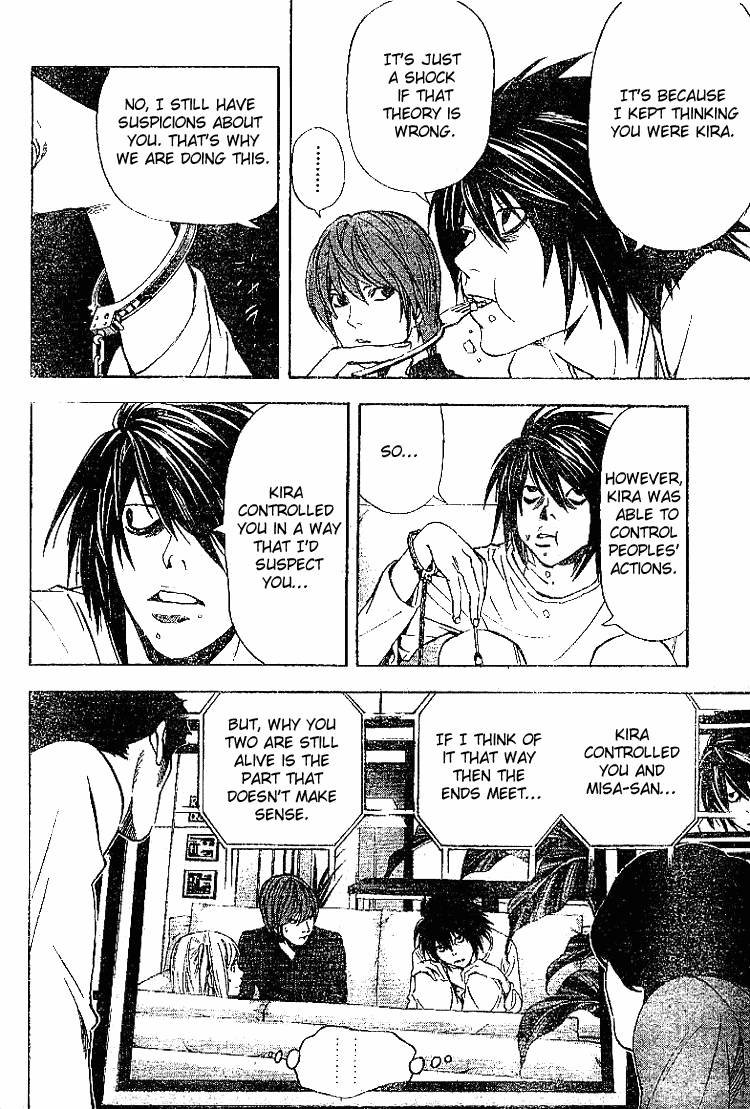 IT'S BECAUSE
I KEPT THINKING
YOU WERE KIRA.
IT'S JUST
A SHOCK
IF THAT
THEORY IS
WRONG.
........
NO, I STILL HAVE
SUSPICIONS ABOUT
YOU. THAT'S WHY
WE ARE DOING THIS.
HOWEVER,
KIRA WAS
ABLE TO
CONTROL
PEOPLES'
ACTIONS.
SO...
KIRA
CONTROLLED
YOU IN A WAY
THAT I'D
SUSPECT
YOU...
KIRA
CONTROLLED
YOU AND
MISA-SAN...
IF I THINK OF
IT THAT WAY
THEN THE
ENDS MEET...
BUT, WHY YOU
TWO ARE STILL
ALIVE IS THE
PART THAT
DOESN'T MAKE
SENSE.